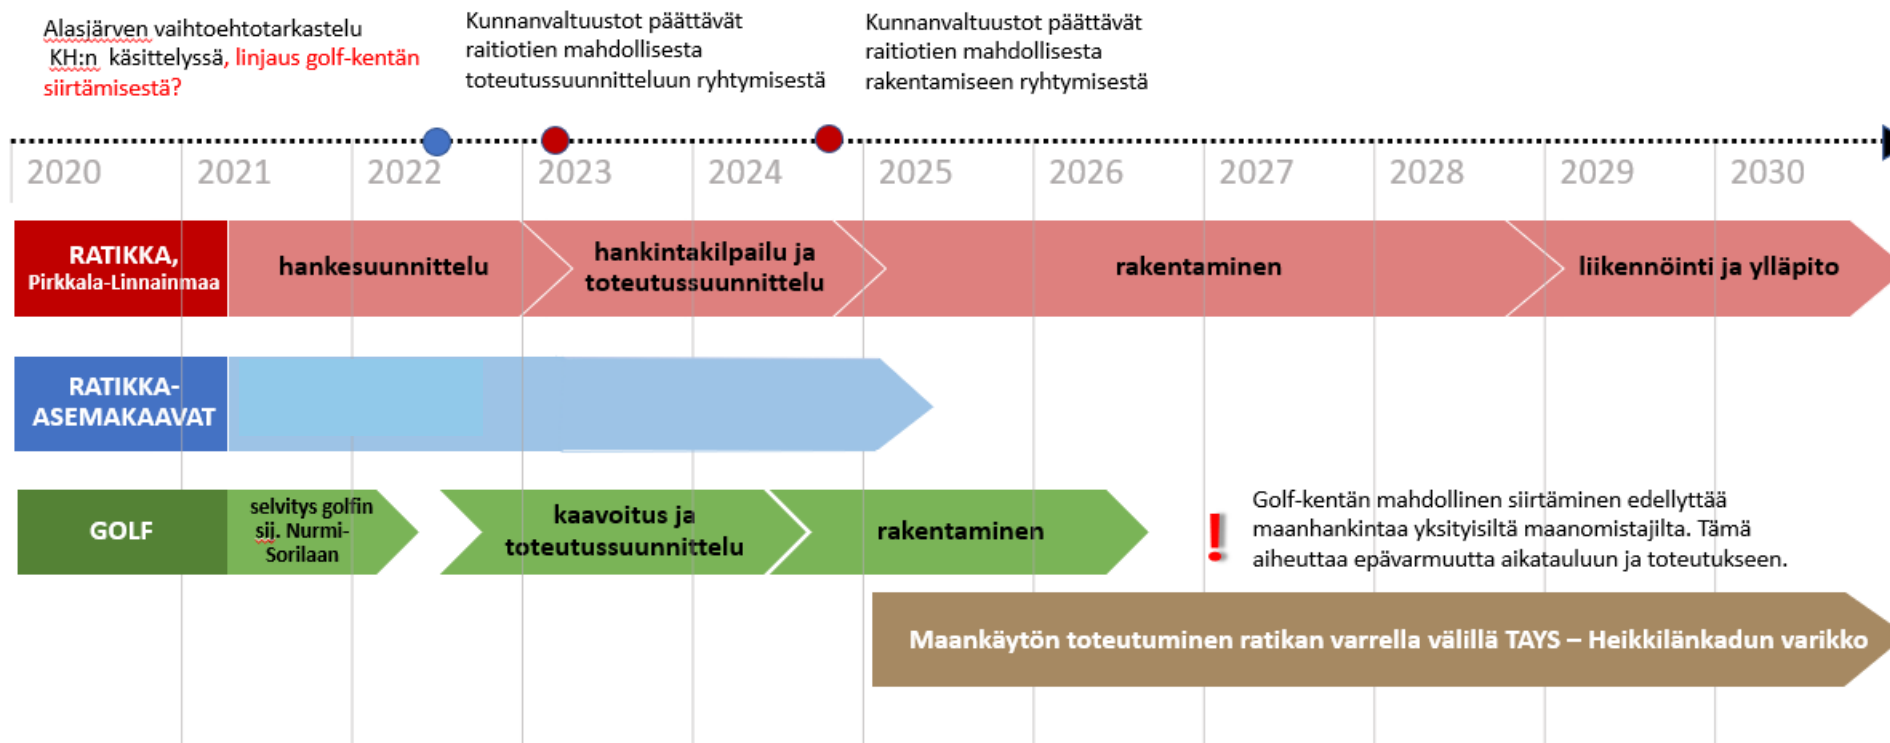 Alasjärven vaihtoehtotarkastelu
KH:n käsittelyssä, linjaus golf-kentän
siirtämisestä?
Kunnanvaltuustot päättävät
raitiotien mahdollisesta
toteutussuunnitteluun ryhtymisestä
Kunnanvaltuustot päättävät
raitiotien mahdollisesta
rakentamiseen ryhtymisestä
2020 2021 2022 2023 2024 2025 2026 2027 2028 2029 2030
RATIKKA,
Pirkkala-Linnainmaa
hankesuunnittelu
hankintakilpailu ja
toteutussuunnittelu
rakentaminen
liikennöinti ja ylläpito
RATIKKA-
ASEMAKAAVAT
GOLF
selvitys golfin
sij. Nurmi-
Sorilaan
kaavoitus ja
toteutussuunnittelu
rakentaminen
!
Golf-kentän mahdollinen siirtäminen edellyttää
maanhankintaa yksityisiltä maanomistajilta. Tämä
aiheuttaa epävarmuutta aikatauluun ja toteutukseen.
Maankäytön toteutuminen ratikan varrella välillä TAYS – Heikkilänkadun varikko